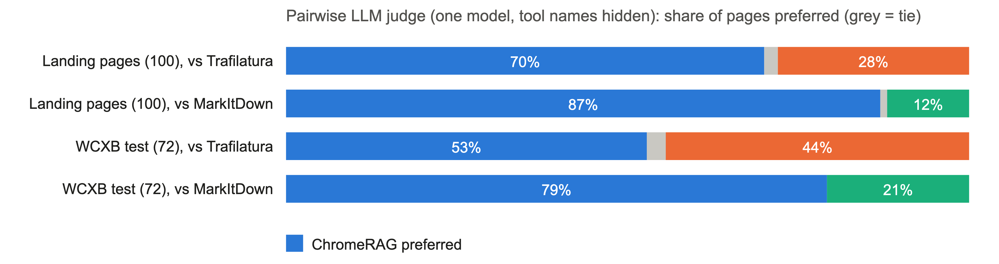 Pairwise LLM judge (one model, tool names hidden): share of pages preferred (grey = tie)
Landing pages (100), vs Trafilatura 70% 28%
Landing pages (100), vs MarkItDown 87% 12%
WCXB test (72), vs Trafilatura 53% 44%
WCXB test (72), vs MarkItDown 79% 21%
ChromeRAG preferred